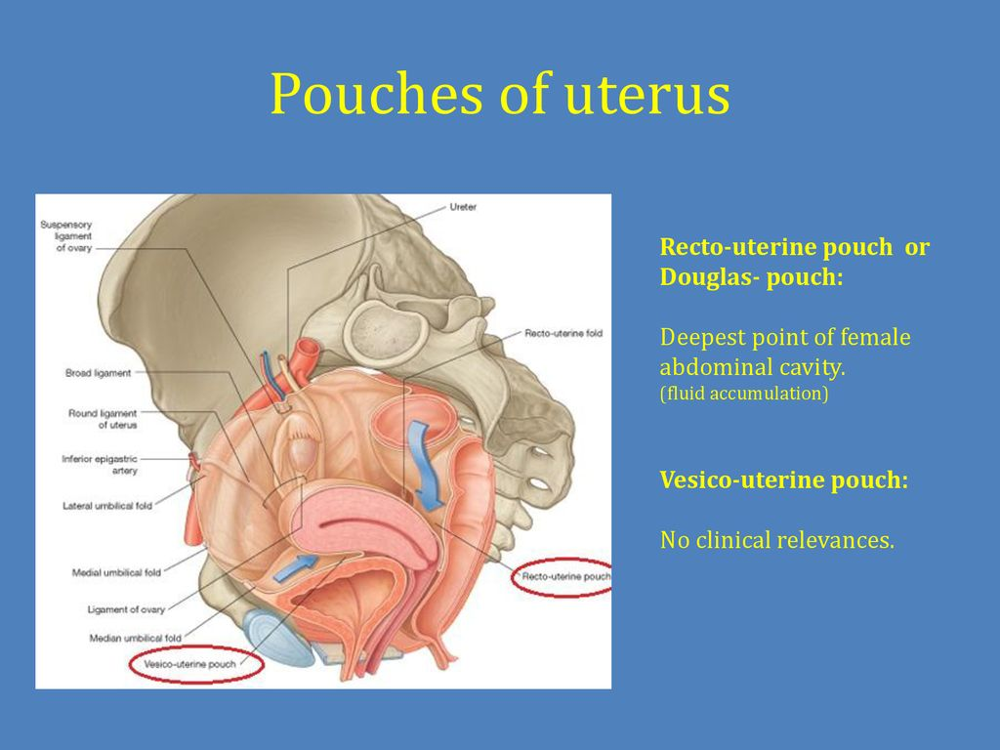 Pouches of uterus
Suspensory
ligament
of ovary
Ureter
Recto-uterine fold
Broad ligament
Round ligament
of uterus
Inferior epigastric
artery
Lateral umbilical fold
Medial umbilical fold
Recto-uterine pouch
Ligament of ovary
Median umbilical fold
Vesico-uterine pouch
Recto-uterine pouch or
Douglas- pouch:
Deepest point of female
abdominal cavity.
(fluid accumulation)
Vesico-uterine pouch:
No clinical relevances.